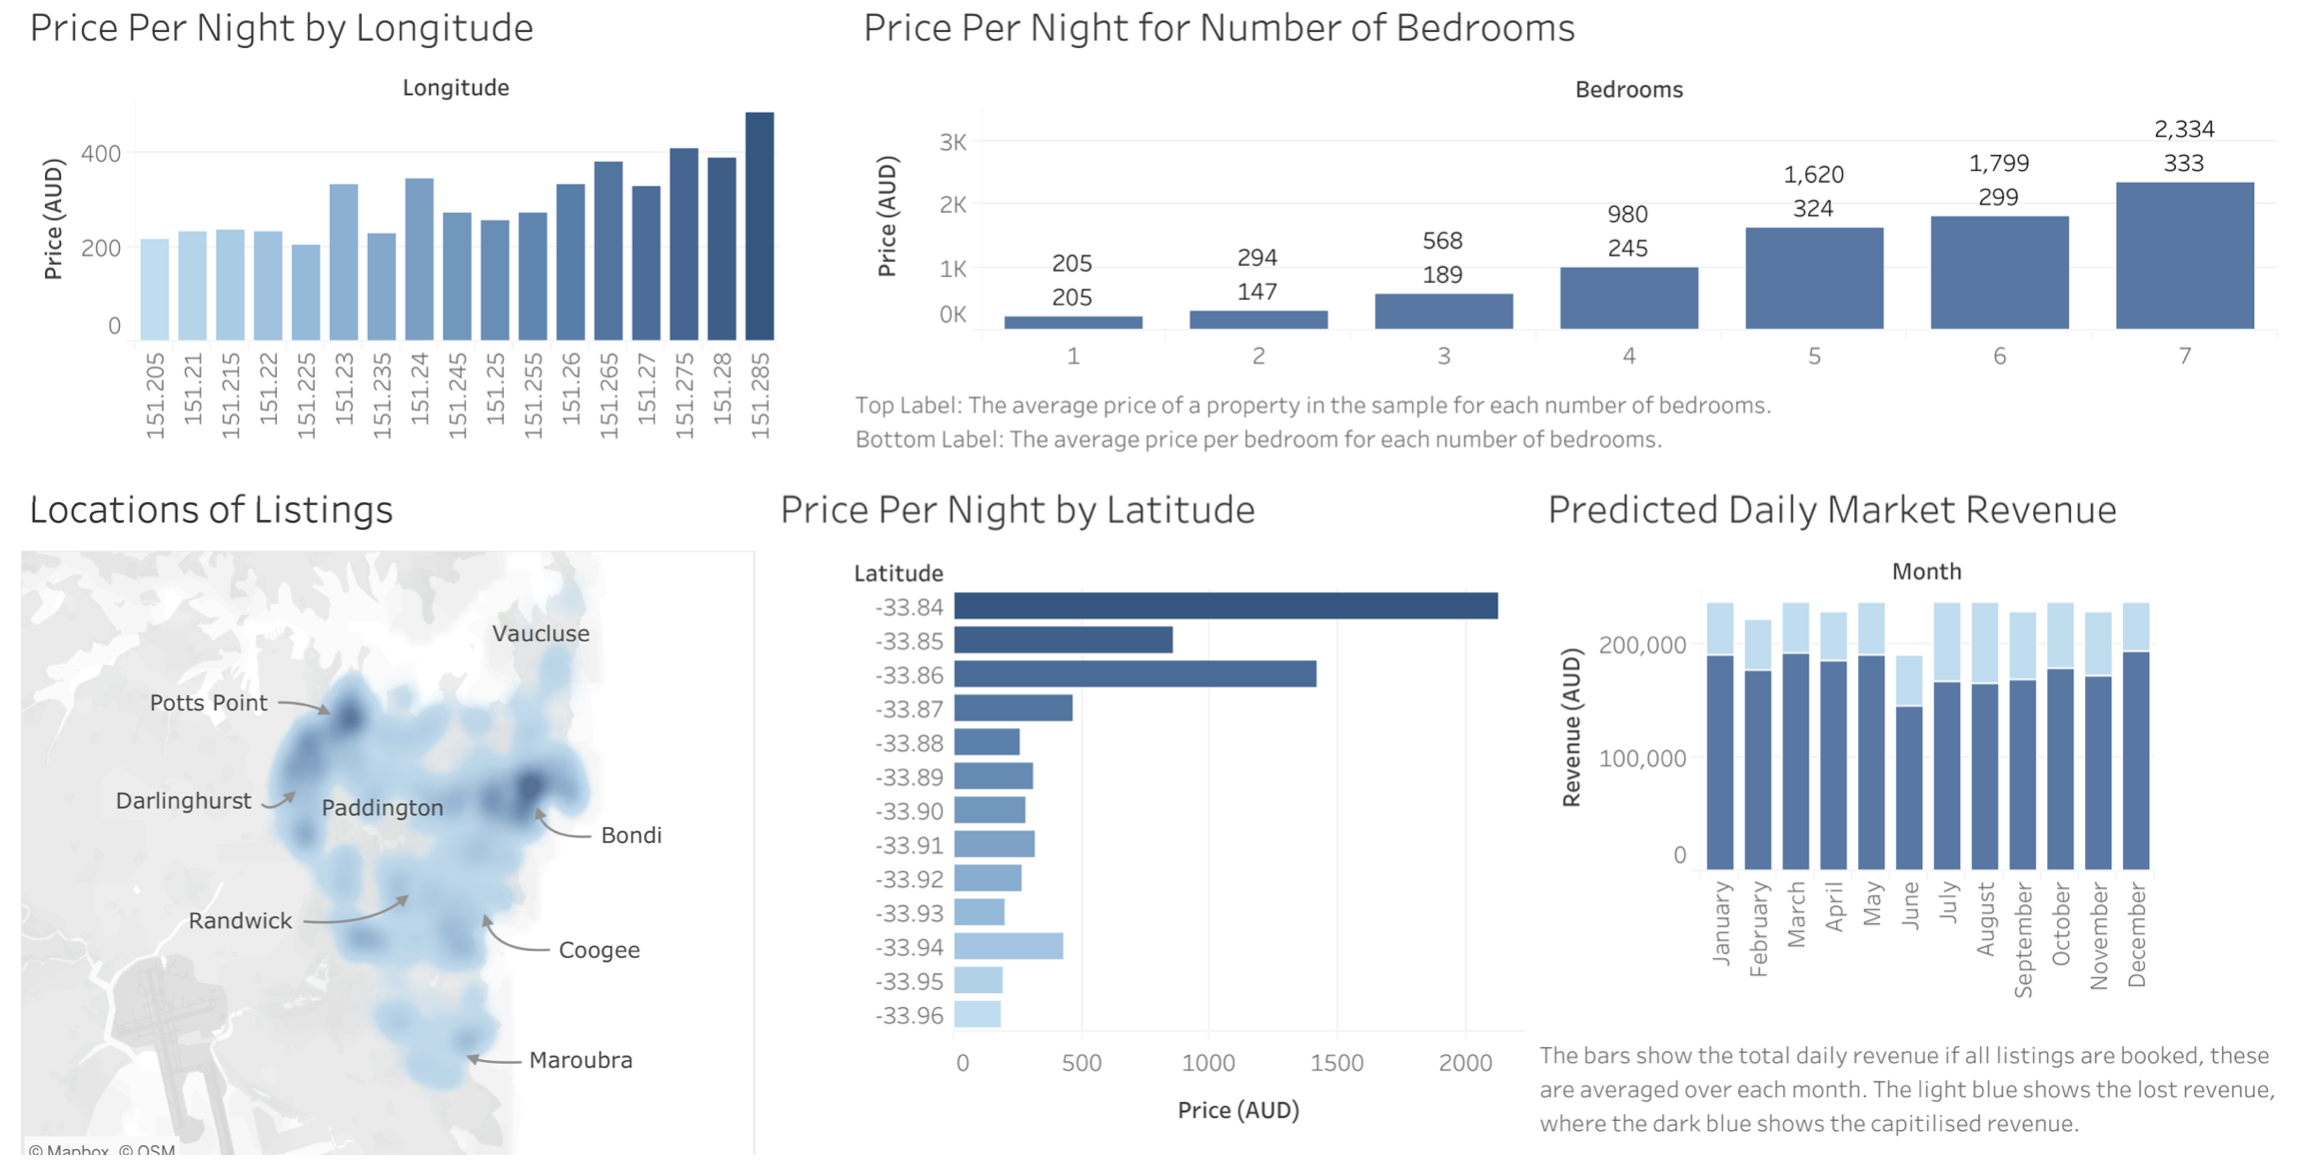 Price Per Night by Longitude
Longitude
Price (AUD)
400
200
0
151.205
151.21
151.215
151.22
151.225
151.23
151.235
151.24
151.245
151.25
151.255
151.26
151.265
151.27
151.275
151.28
151.285
Price Per Night for Number of Bedrooms
Bedrooms
Price (AUD)
3K
2K
1K
0K
205
205
294
147
568
189
980
245
1,620
324
1,799
299
2,334
333
1 2 3 4 5 6 7
Top Label: The average price of a property in the sample for each number of bedrooms.
Bottom Label: The average price per bedroom for each number of bedrooms.
Locations of Listings
Vaucluse
Potts Point
Darlinghurst
Paddington
Bondi
Randwick
Coogee
Maroubra
© Mapbox © OSM
Price Per Night by Latitude
Latitude
-33.84
-33.85
-33.86
-33.87
-33.88
-33.89
-33.90
-33.91
-33.92
-33.93
-33.94
-33.95
-33.96
0 500 1000 1500 2000
Price (AUD)
Predicted Daily Market Revenue
Month
Revenue (AUD)
200,000
100,000
0
January
February
March
April
May
June
July
August
September
October
November
December
The bars show the total daily revenue if all listings are booked, these
are averaged over each month. The light blue shows the lost revenue,
where the dark blue shows the capitilised revenue.